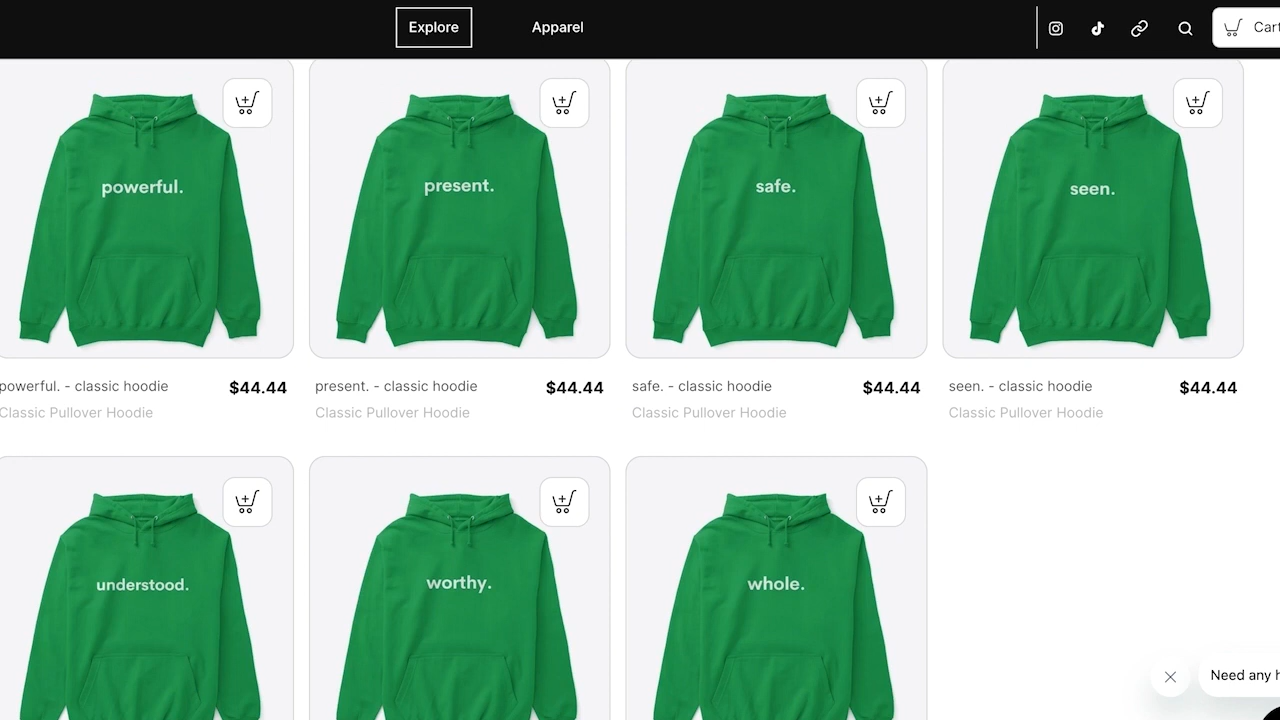 Explore
Apparel
Cart
powerful.
present.
safe.
seen.
powerful. - classic hoodie
$44.44
Classic Pullover Hoodie
present. - classic hoodie
$44.44
Classic Pullover Hoodie
safe. - classic hoodie
$44.44
Classic Pullover Hoodie
seen. - classic hoodie
$44.44
Classic Pullover Hoodie
understood.
worthy.
whole.
Need any